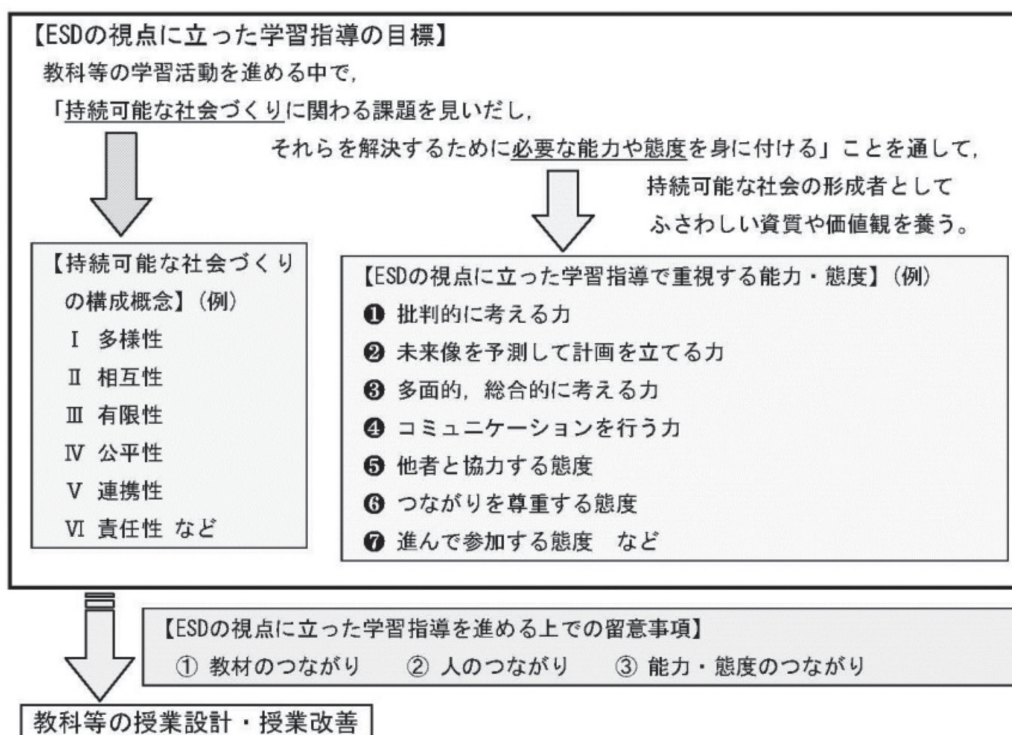 【ESDの視点に立った学習指導の目標】
教科等の学習活動を進める中で,
「持続可能な社会づくりに関わる課題を見いだし,
それらを解決するために必要な能力や態度を身に付ける」ことを通して,
持続可能な社会の形成者として
ふさわしい資質や価値観を養う。
【持続可能な社会づくり
の構成概念】(例)
Ⅰ 多様性
Ⅱ 相互性
Ⅲ 有限性
Ⅳ 公平性
Ⅴ 連携性
Ⅵ 責任性 など
【ESDの視点に立った学習指導で重視する能力・態度】(例)
❶ 批判的に考える力
❷ 未来像を予測して計画を立てる力
❸ 多面的, 総合的に考える力
❹ コミュニケーションを行う力
❺ 他者と協力する態度
❻ つながりを尊重する態度
❼ 進んで参加する態度 など
【ESDの視点に立った学習指導を進める上での留意事項】
① 教材のつながり ② 人のつながり ③ 能力・態度のつながり
教科等の授業設計・授業改善